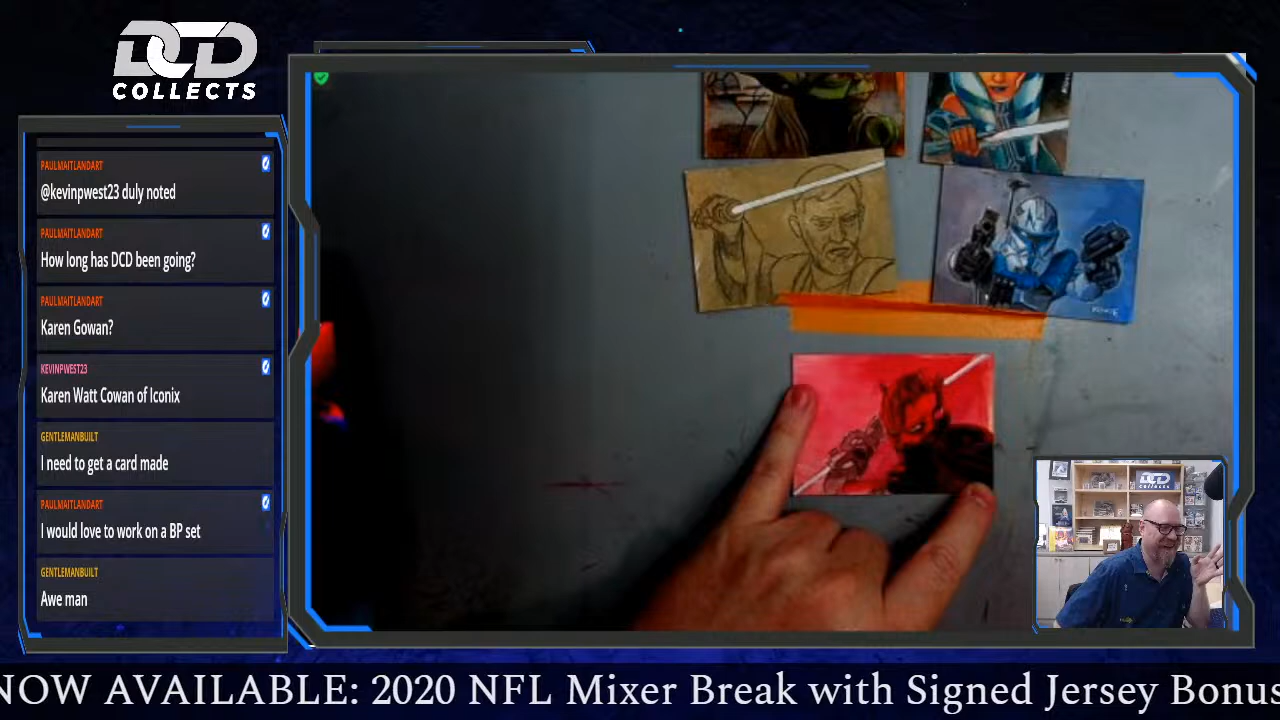 DCD
COLLECTS
PAULMAITLANDART
@kevinpwest23 duly noted
PAULMAITLANDART
How long has DCD been going?
PAULMAITLANDART
Karen Gowan?
KEVINPWEST23
Karen Watt Cowan of Iconix
GENTLEMANBUILT
I need to get a card made
PAULMAITLANDART
I would love to work on a BP set
GENTLEMANBUILT
Awe man
DCD
COLLECTS
NOW AVAILABLE: 2020 NFL Mixer Break with Signed Jersey Bonus